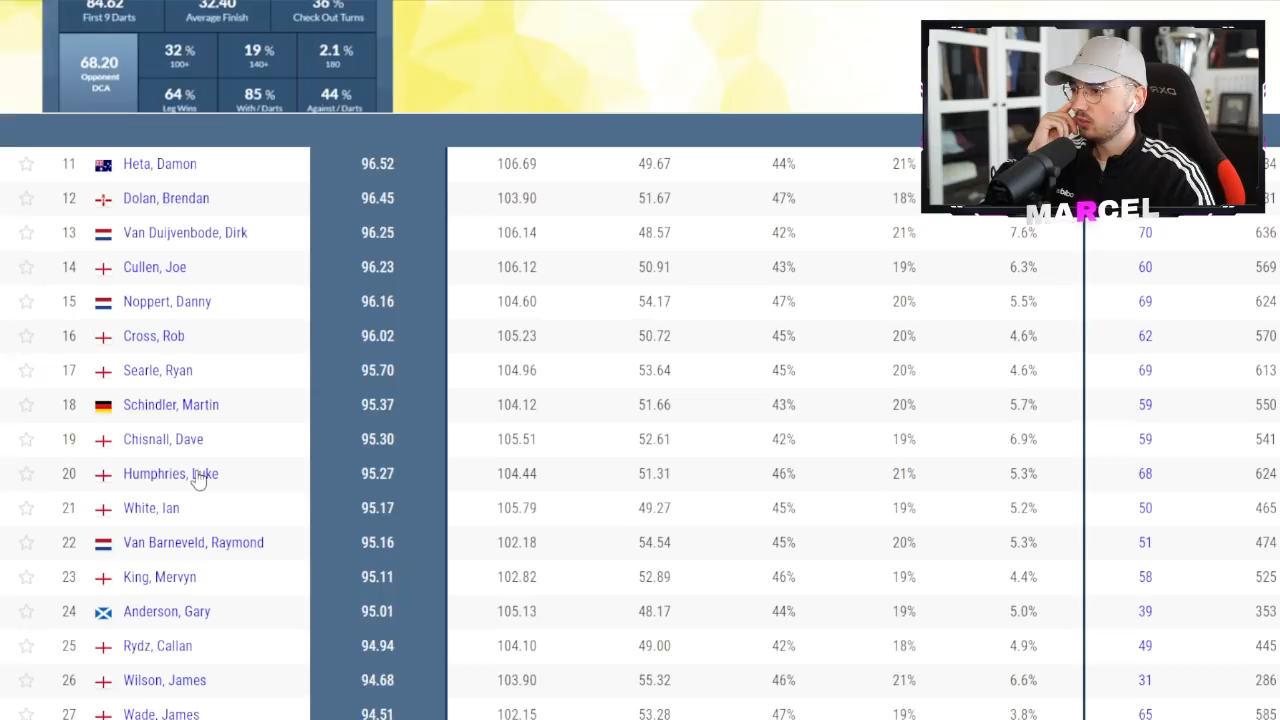 84.62 32.40 36 %
First 9 Darts Average Finish Check Out Turns
68.20
Opponent
DCA
32 % 19 % 2.1 %
100+ 140+ 180
64 % 85 % 44 %
Leg Wins With / Darts Against / Darts
MARCEL
11 Heta, Damon 96.52 106.69 49.67 44% 21%
12 Dolan, Brendan 96.45 103.90 51.67 47% 18%
13 Van Duijvenbode, Dirk 96.25 106.14 48.57 42% 21% 7.6% 70 636
14 Cullen, Joe 96.23 106.12 50.91 43% 19% 6.3% 60 569
15 Noppert, Danny 96.16 104.60 54.17 47% 20% 5.5% 69 624
16 Cross, Rob 96.02 105.23 50.72 45% 20% 4.6% 62 570
17 Searle, Ryan 95.70 104.96 53.64 45% 20% 4.6% 69 613
18 Schindler, Martin 95.37 104.12 51.66 43% 20% 5.7% 59 550
19 Chisnall, Dave 95.30 105.51 52.61 42% 19% 6.9% 59 541
20 Humphries, Luke 95.27 104.44 51.31 46% 21% 5.3% 68 624
21 White, Ian 95.17 105.79 49.27 45% 19% 5.2% 50 465
22 Van Barneveld, Raymond 95.16 102.18 54.54 45% 20% 5.3% 51 474
23 King, Mervyn 95.11 102.82 52.89 46% 19% 4.4% 58 525
24 Anderson, Gary 95.01 105.13 48.17 44% 19% 5.0% 39 353
25 Rydz, Callan 94.94 104.10 49.00 42% 18% 4.9% 49 445
26 Wilson, James 94.68 103.90 55.32 46% 21% 6.6% 31 286
27 Wade, James 94.51 102.15 53.28 47% 19% 3.8% 65 585